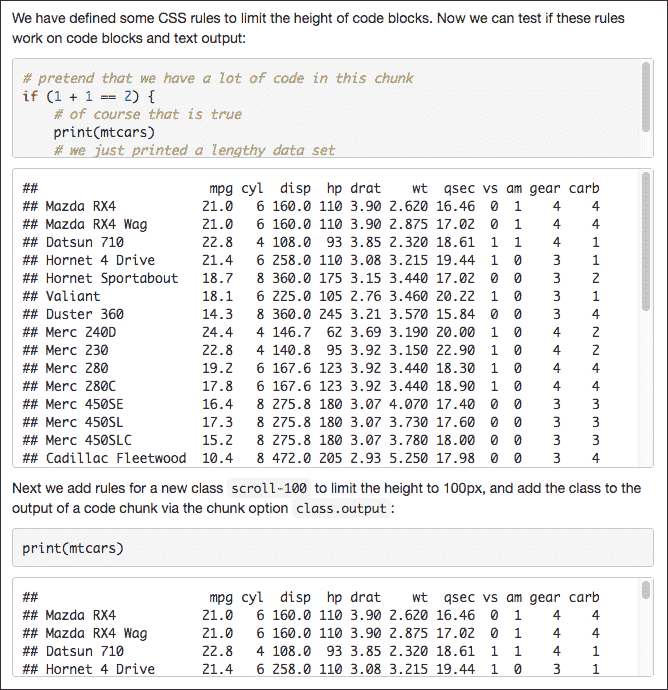 We have defined some CSS rules to limit the height of code blocks. Now we can test if these rules
work on code blocks and text output:
# pretend that we have a lot of code in this chunk
if (1 + 1 == 2) {
    # of course that is true
    print(mtcars)
    # we just printed a lengthy data set
##                      mpg cyl  disp  hp drat    wt  qsec vs am gear carb
## Mazda RX4           21.0   6 160.0 110 3.90 2.620 16.46  0  1    4    4
## Mazda RX4 Wag       21.0   6 160.0 110 3.90 2.875 17.02  0  1    4    4
## Datsun 710          22.8   4 108.0  93 3.85 2.320 18.61  1  1    4    1
## Hornet 4 Drive      21.4   6 258.0 110 3.08 3.215 19.44  1  0    3    1
## Hornet Sportabout   18.7   8 360.0 175 3.15 3.440 17.02  0  0    3    2
## Valiant             18.1   6 225.0 105 2.76 3.460 20.22  1  0    3    1
## Duster 360          14.3   8 360.0 245 3.21 3.570 15.84  0  0    3    4
## Merc 240D           24.4   4 146.7  62 3.69 3.190 20.00  1  0    4    2
## Merc 230            22.8   4 140.8  95 3.92 3.150 22.90  1  0    4    2
## Merc 280            19.2   6 167.6 123 3.92 3.440 18.30  1  0    4    4
## Merc 280C           17.8   6 167.6 123 3.92 3.440 18.90  1  0    4    4
## Merc 450SE          16.4   8 275.8 180 3.07 4.070 17.40  0  0    3    3
## Merc 450SL          17.3   8 275.8 180 3.07 3.730 17.60  0  0    3    3
## Merc 450SLC         15.2   8 275.8 180 3.07 3.780 18.00  0  0    3    3
## Cadillac Fleetwood  10.4   8 472.0 205 2.93 5.250 17.98  0  0    3    4
Next we add rules for a new class scroll-100 to limit the height to 100px, and add the class to the
output of a code chunk via the chunk option class.output:
print(mtcars)
##                      mpg cyl  disp  hp drat    wt  qsec vs am gear carb
## Mazda RX4           21.0   6 160.0 110 3.90 2.620 16.46  0  1    4    4
## Mazda RX4 Wag       21.0   6 160.0 110 3.90 2.875 17.02  0  1    4    4
## Datsun 710          22.8   4 108.0  93 3.85 2.320 18.61  1  1    4    1
## Hornet 4 Drive      21.4   6 258.0 110 3.08 3.215 19.44  1  0    3    1